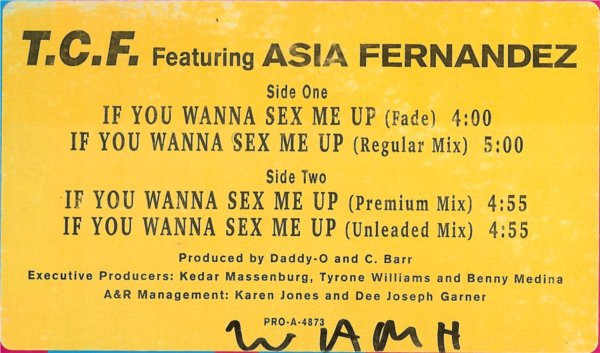 T.C.F. Featuring ASIA FERNANDEZ
Side One
IF YOU WANNA SEX ME UP (Fade) 4:00
IF YOU WANNA SEX ME UP (Regular Mix) 5:00
Side Two
IF YOU WANNA SEX ME UP (Premium Mix) 4:55
IF YOU WANNA SEX ME UP (Unleaded Mix) 4:55
Produced by Daddy-O and C. Barr
Executive Producers: Kedar Massenburg, Tyrone Williams and Benny Medina
A&R Management: Karen Jones and Dee Joseph Garner
PRO-A-4873
WAMH